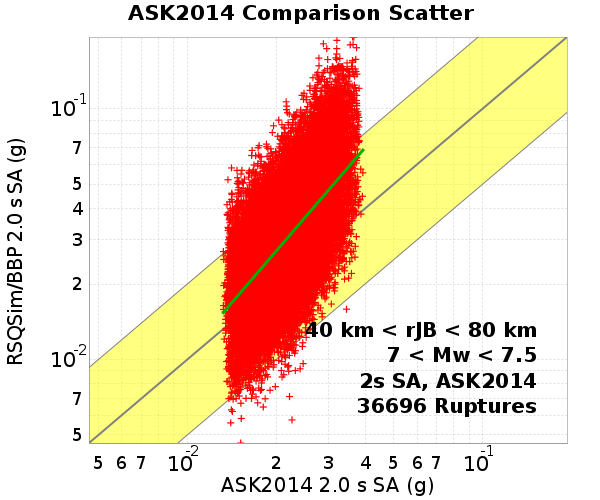 ASK2014 Comparison Scatter
RSQSim/BBP 2.0 s SA (g)
10-1
7
5
4
3
2
10-2
7
5
40 km < rJB < 80 km
7 < Mw < 7.5
2s SA, ASK2014
36696 Ruptures
5 6 7 10-2 2 3 4 5 6 7 10-1
ASK2014 2.0 s SA (g)